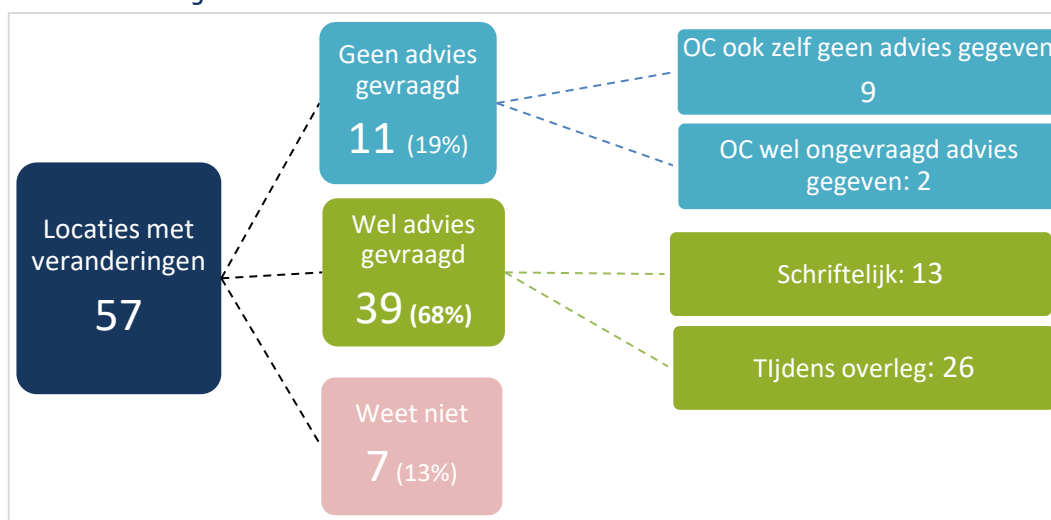 Locaties met
veranderingen
57
Geen advies
gevraagd
11 (19%)
OC ook zelf geen advies gegeven
9
OC wel ongevraagd advies
gegeven: 2
Wel advies
gevraagd
39 (68%)
Schriftelijk: 13
TIjdens overleg: 26
Weet niet
7 (13%)